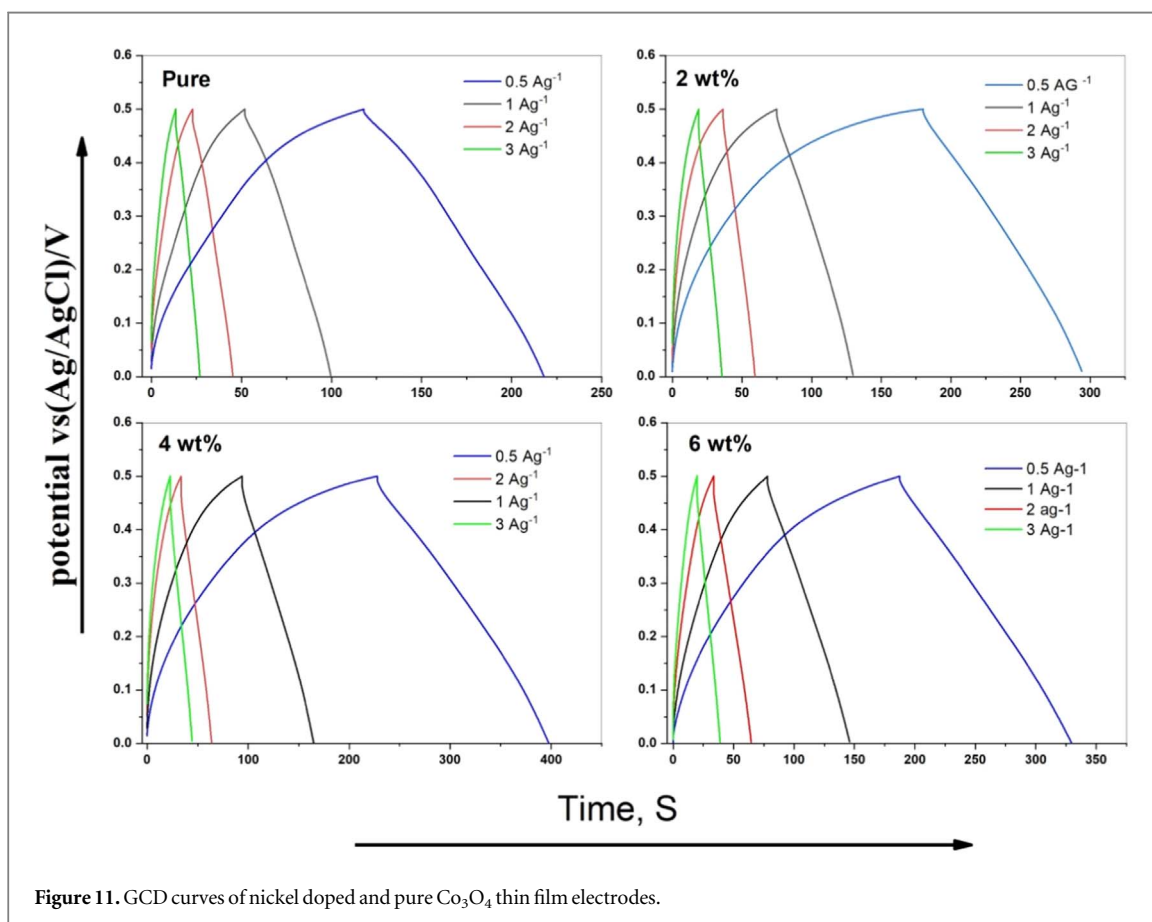 potential vs(Ag/AgCl)/V
Pure
0.5 Ag⁻¹
1 Ag⁻¹
2 Ag⁻¹
3 Ag⁻¹
0.6
0.5
0.4
0.3
0.2
0.1
0.0
0 50 100 150 200 250
2 wt%
0.5 AG ⁻¹
1 Ag⁻¹
2 Ag⁻¹
3 Ag⁻¹
0.6
0.5
0.4
0.3
0.2
0.1
0.0
0 50 100 150 200 250 300
4 wt%
0.5 Ag⁻¹
2 Ag⁻¹
1 Ag⁻¹
3 Ag⁻¹
0.6
0.5
0.4
0.3
0.2
0.1
0.0
0 100 200 300 400
6 wt%
0.5 Ag-1
1 Ag-1
2 ag-1
3 Ag-1
0.6
0.5
0.4
0.3
0.2
0.1
0.0
0 50 100 150 200 250 300 350
Time, S
Figure 11. GCD curves of nickel doped and pure Co₃O₄ thin film electrodes.